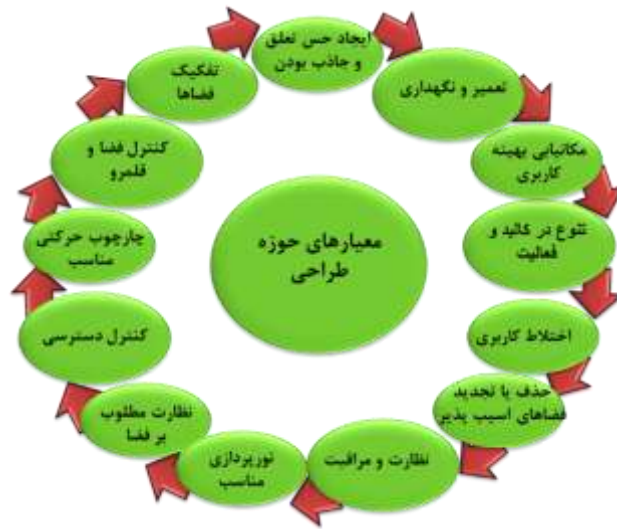 ایجاد حس تعلق
و جاذب بودن
تعمیر و نگهداری
مکانیابی بهینه
کاربری
تنوع در کالبد و
فعالیت
اختلاط کاربری
حذف یا تجدید
فضاهای اسیب پذیر
نظارت و مراقبت
نورپردازی
مناسب
نظارت مطلوب
بر فضا
کنترل دسترسی
چارچوب حرکتی
مناسب
کنترل فضا و
قلمرو
تفکیک
فضاها
معیارهای حوزه
طراحی